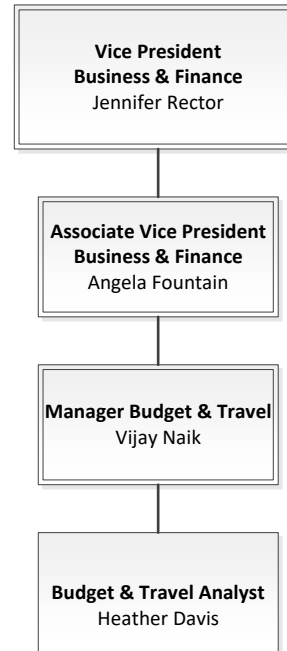 Vice President
Business & Finance
Jennifer Rector
Associate Vice President
Business & Finance
Angela Fountain
Manager Budget & Travel
Vijay Naik
Budget & Travel Analyst
Heather Davis